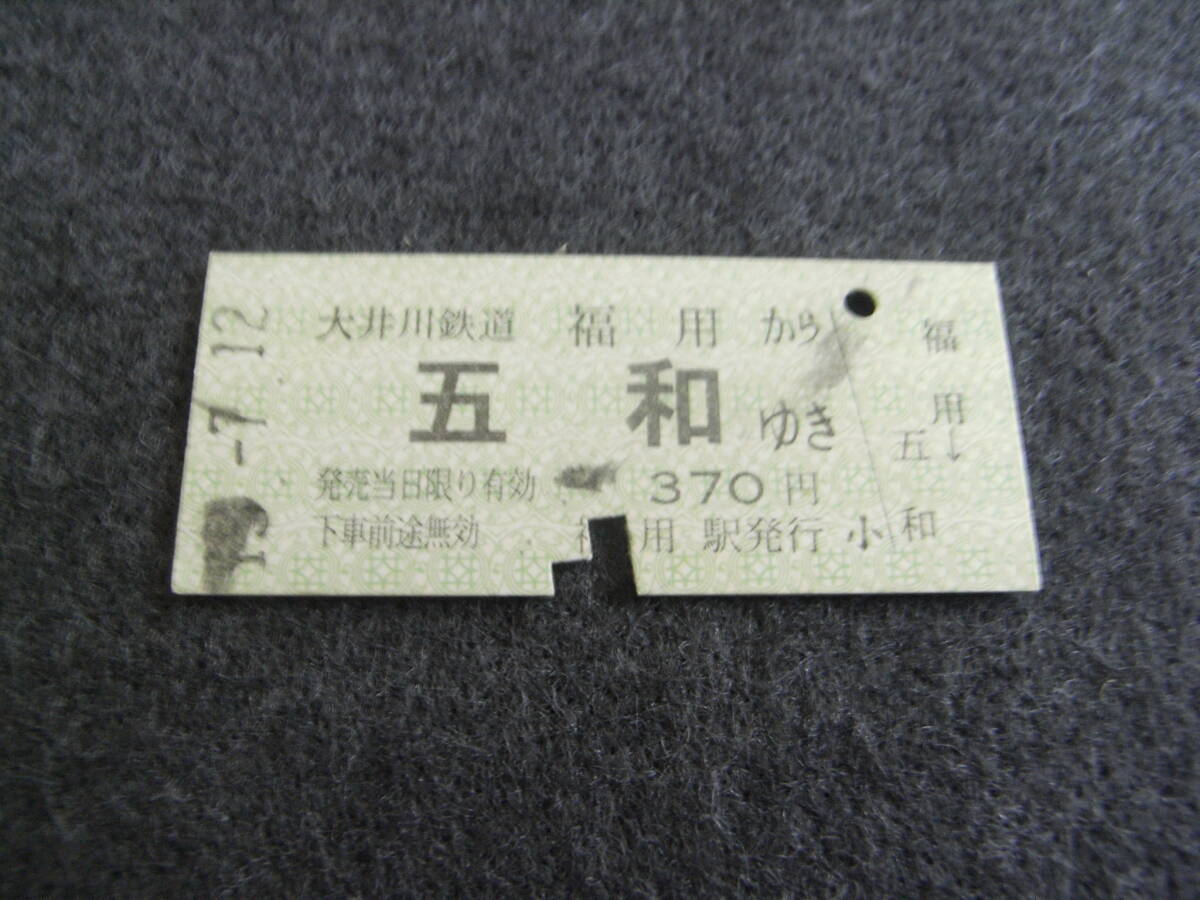 大井川鉄道 福用から
五和ゆき
発売当日限り有効 370円
下車前途無効 福用駅発行 小
福用
↓
五和
-7 12